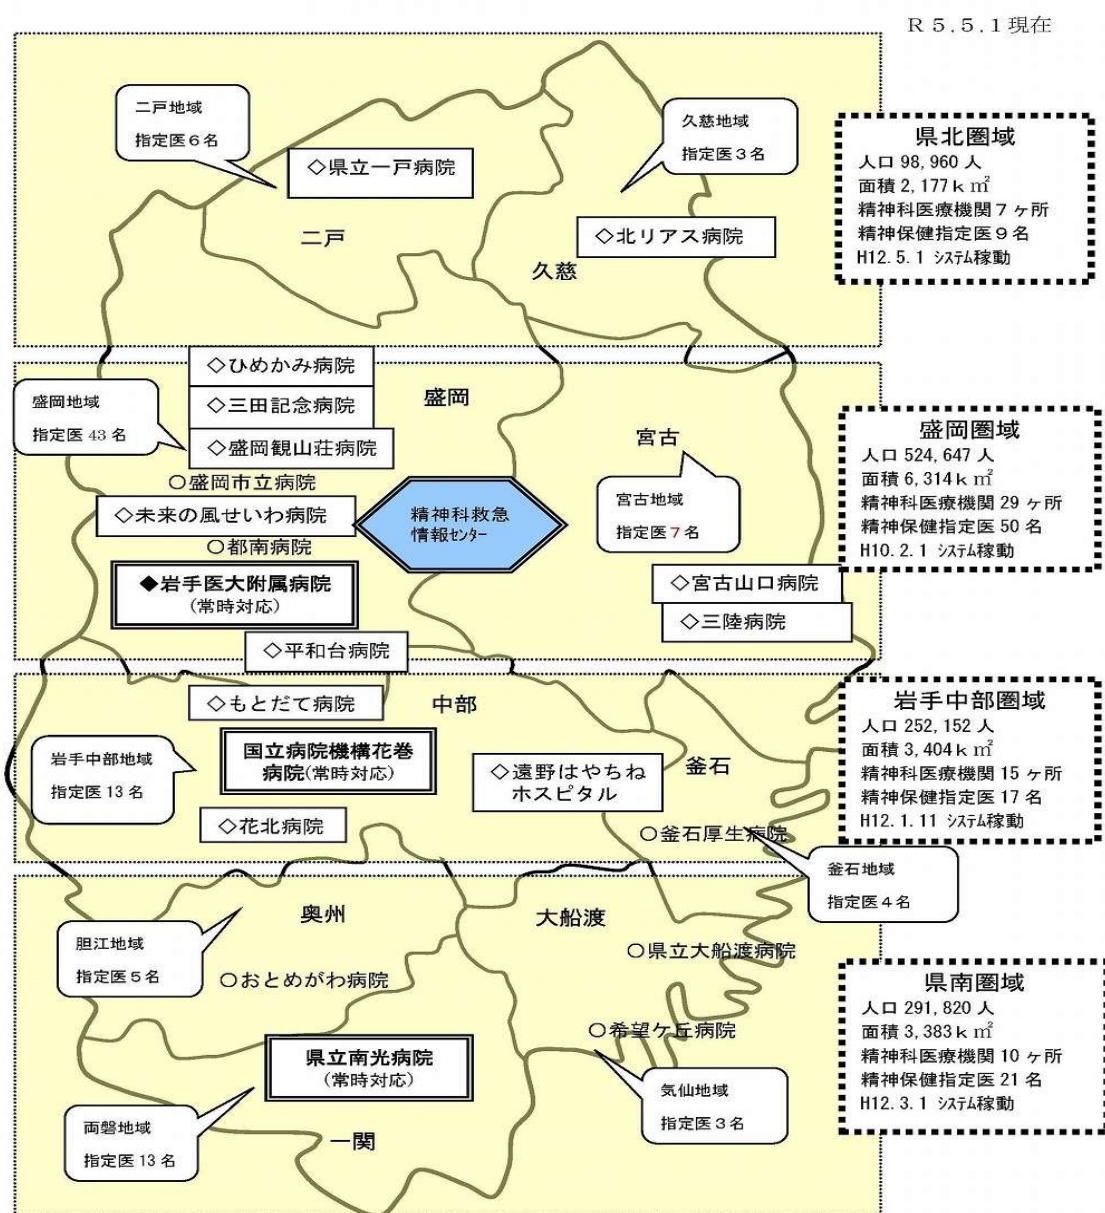 R 5.5.1 現在
二戸地域
指定医6名
◇県立一戸病院
久慈地域
指定医3名
二戸
◇北リアス病院
久慈
県北圏域
人口 98,960 人
面積 2,177ｋ㎡
精神科医療機関 7 ヶ所
精神保健指定医 9 名
H12.5.1 システム稼動
◇ひめかみ病院
盛岡地域
指定医 43 名
◇三田記念病院
盛岡
◇盛岡観山荘病院
宮古
○盛岡市立病院
◇未来の風せいわ病院
精神科救急
情報センター
宮古地域
指定医7名
○都南病院
◆岩手医大附属病院
(常時対応)
◇宮古山口病院
◇三陸病院
◇平和台病院
盛岡圏域
人口 524,647 人
面積 6,314ｋ㎡
精神科医療機関 29 ヶ所
精神保健指定医 50 名
H10.2.1 システム稼動
◇もとだて病院
中部
岩手中部地域
指定医 13 名
国立病院機構花巻
病院(常時対応)
◇遠野はやちね
ホスピタル
釜石
◇花北病院
○釜石厚生病院
岩手中部圏域
人口 252,152 人
面積 3,404ｋ㎡
精神科医療機関 15 ヶ所
精神保健指定医 17 名
H12.1.11 システム稼動
釜石地域
指定医4名
奥州
大船渡
胆江地域
指定医5名
○県立大船渡病院
○おとめがわ病院
○希望ケ丘病院
県立南光病院
(常時対応)
気仙地域
指定医3名
両磐地域
指定医 13 名
一関
県南圏域
人口 291,820 人
面積 3,383ｋ㎡
精神科医療機関 10 ヶ所
精神保健指定医 21 名
H12.3.1 システム稼動